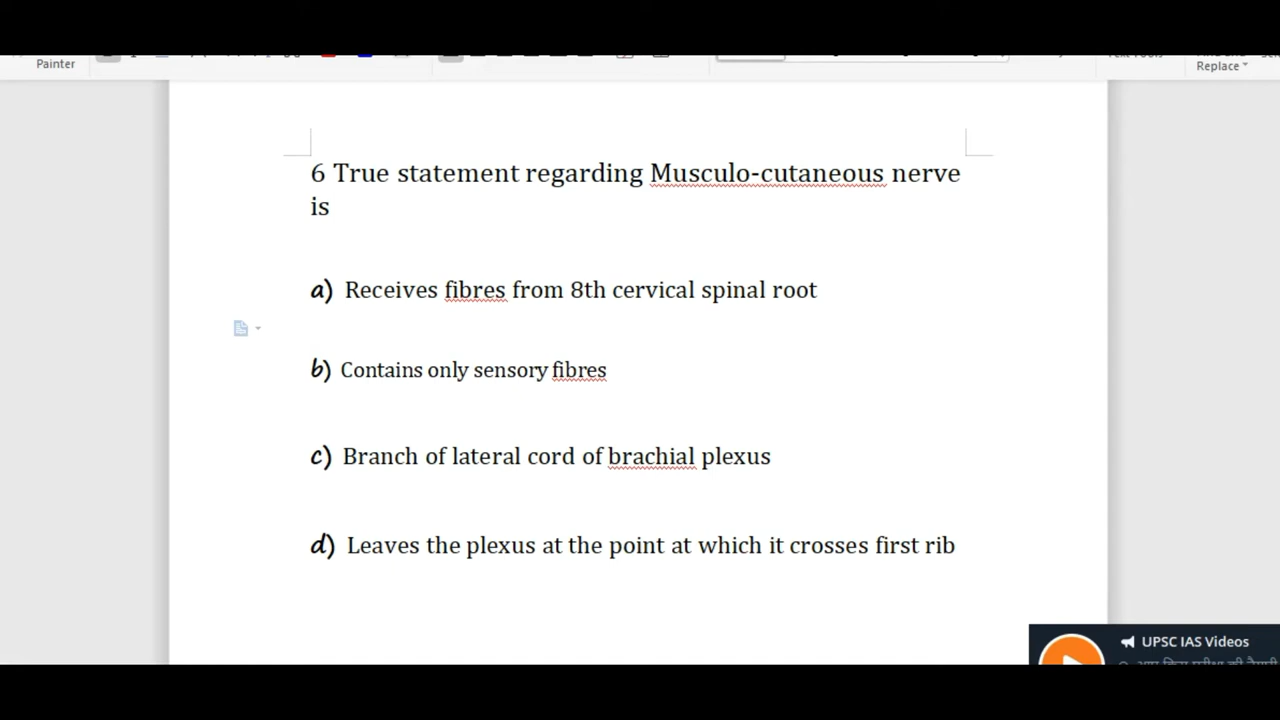 Painter
Replace
6 True statement regarding Musculo-cutaneous nerve
is
a) Receives fibres from 8th cervical spinal root
b) Contains only sensory fibres
c) Branch of lateral cord of brachial plexus
d) Leaves the plexus at the point at which it crosses first rib
UPSC IAS Videos